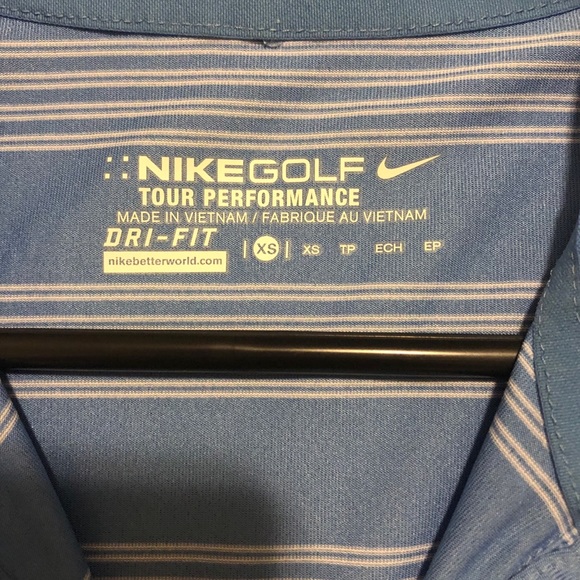 NIKEGOLF
TOUR PERFORMANCE
MADE IN VIETNAM / FABRIQUE AU VIETNAM
DRI-FIT | XS | XS TP ECH EP
nikebetterworld.com